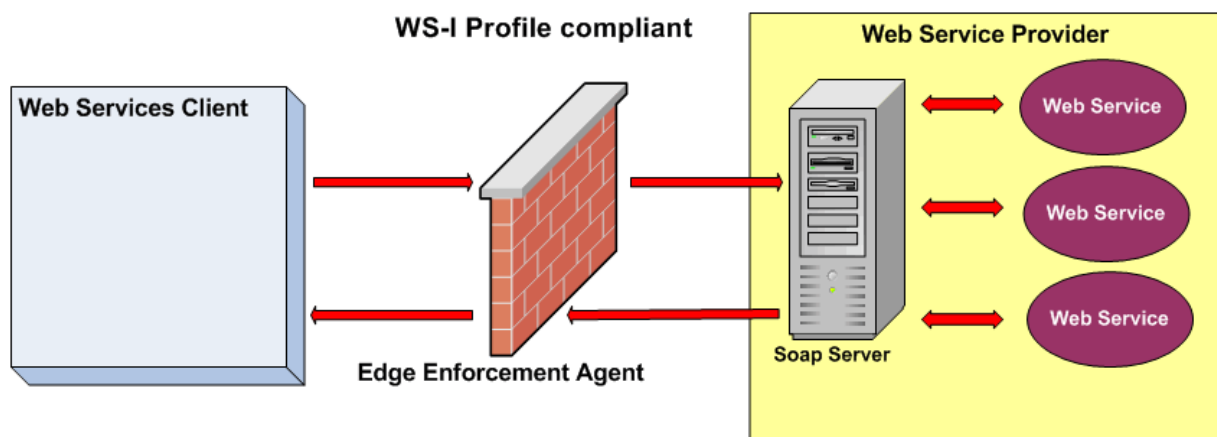 WS-I Profile compliant
Web Service Provider
Web Services Client
Web Service
Web Service
Web Service
Soap Server
Edge Enforcement Agent